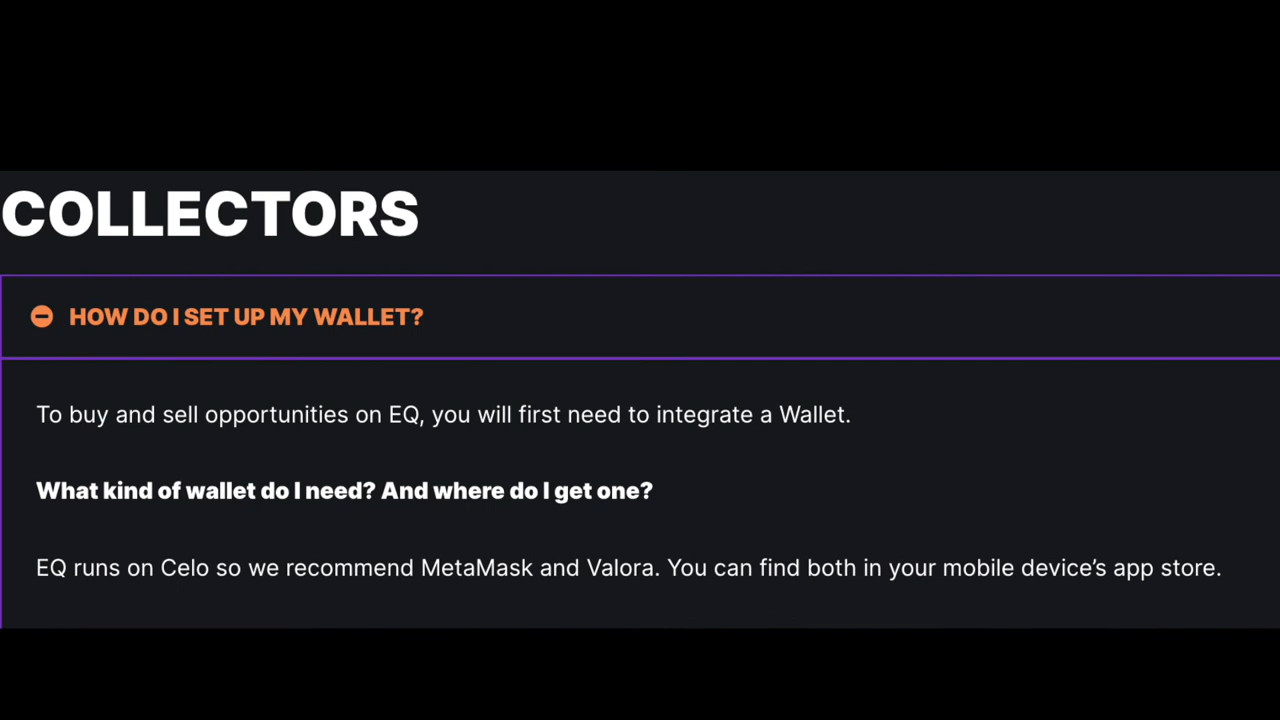 COLLECTORS
HOW DO I SET UP MY WALLET?
To buy and sell opportunities on EQ, you will first need to integrate a Wallet.
What kind of wallet do I need? And where do I get one?
EQ runs on Celo so we recommend MetaMask and Valora. You can find both in your mobile device’s app store.